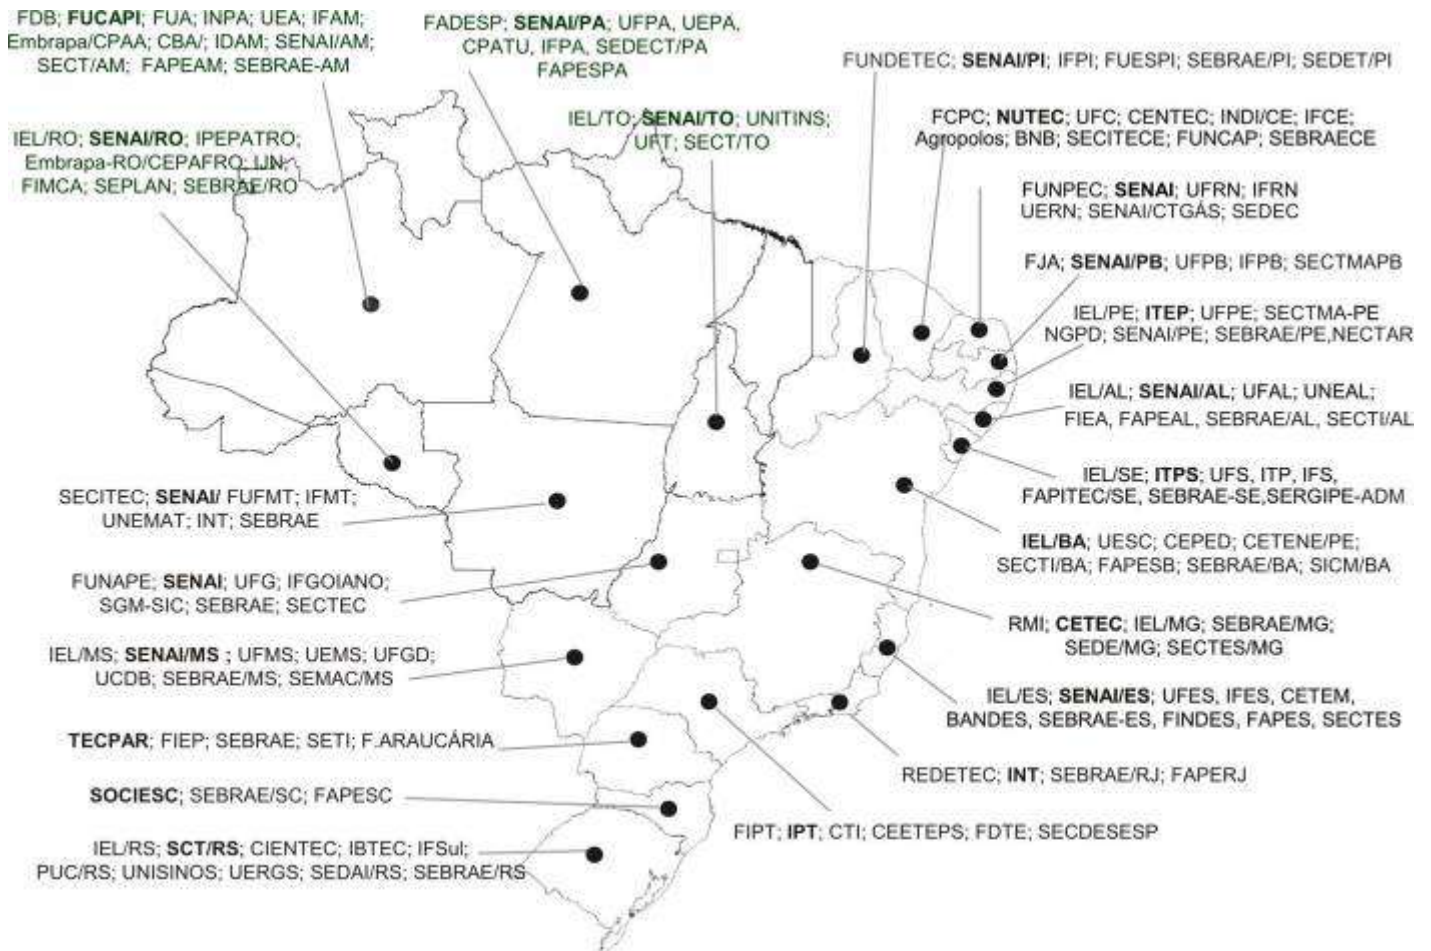 FDB; FUCAPI; FUA; INPA; UEA; IFAM;
Embrapa/CPAA; CBA/; IDAM; SENAI/AM;
SECT/AM; FAPEAM; SEBRAE-AM
FADESP; SENAI/PA; UFPA, UEPA,
CPATU, IFPA, SEDECT/PA
FAPESPA
FUNDETEC; SENAI/PI; IFPI; FUESPI; SEBRAE/PI; SEDET/PI
IEL/TO; SENAI/TO; UNITINS;
UFT; SECT/TO
FCPC; NUTEC; UFC; CENTEC; INDI/CE; IFCE;
Agropolos; BNB; SECITECE; FUNCAP; SEBRAECE
IEL/RO; SENAI/RO; IPEPATRO;
Embrapa-RO/CEPAFRO; IJN;
FIMCA; SEPLAN; SEBRAE/RO
FUNPEC; SENAI; UFRN; IFRN
UERN; SENAI/CTGÁS; SEDEC
FJA; SENAI/PB; UFPB; IFPB; SECTMAPB
IEL/PE; ITEP; UFPE; SECTMA-PE
NGPD; SENAI/PE; SEBRAE/PE,NECTAR
IEL/AL; SENAI/AL; UFAL; UNEAL;
FIEA, FAPEAL, SEBRAE/AL, SECTI/AL
IEL/SE; ITPS; UFS, ITP, IFS,
FAPITEC/SE, SEBRAE-SE,SERGIPE-ADM
SECITEC; SENAI/ FUFMT; IFMT;
UNEMAT; INT; SEBRAE
IEL/BA; UESC; CEPED; CETENE/PE;
SECTI/BA; FAPESB; SEBRAE/BA; SICM/BA
FUNAPE; SENAI; UFG; IFGOIANO;
SGM-SIC; SEBRAE; SECTEC
RMI; CETEC; IEL/MG; SEBRAE/MG;
SEDE/MG; SECTES/MG
IEL/MS; SENAI/MS ; UFMS; UEMS; UFGD;
UCDB; SEBRAE/MS; SEMAC/MS
IEL/ES; SENAI/ES; UFES, IFES, CETEM,
BANDES, SEBRAE-ES, FINDES, FAPES, SECTES
TECPAR; FIEP; SEBRAE; SETI; F.ARAUCÁRIA
REDETEC; INT; SEBRAE/RJ; FAPERJ
SOCIESC; SEBRAE/SC; FAPESC
FIPT; IPT; CTI; CEETEPS; FDTE; SECDESESP
IEL/RS; SCT/RS; CIENTEC; IBTEC; IFSul;
PUC/RS; UNISINOS; UERGS; SEDAI/RS; SEBRAE/RS